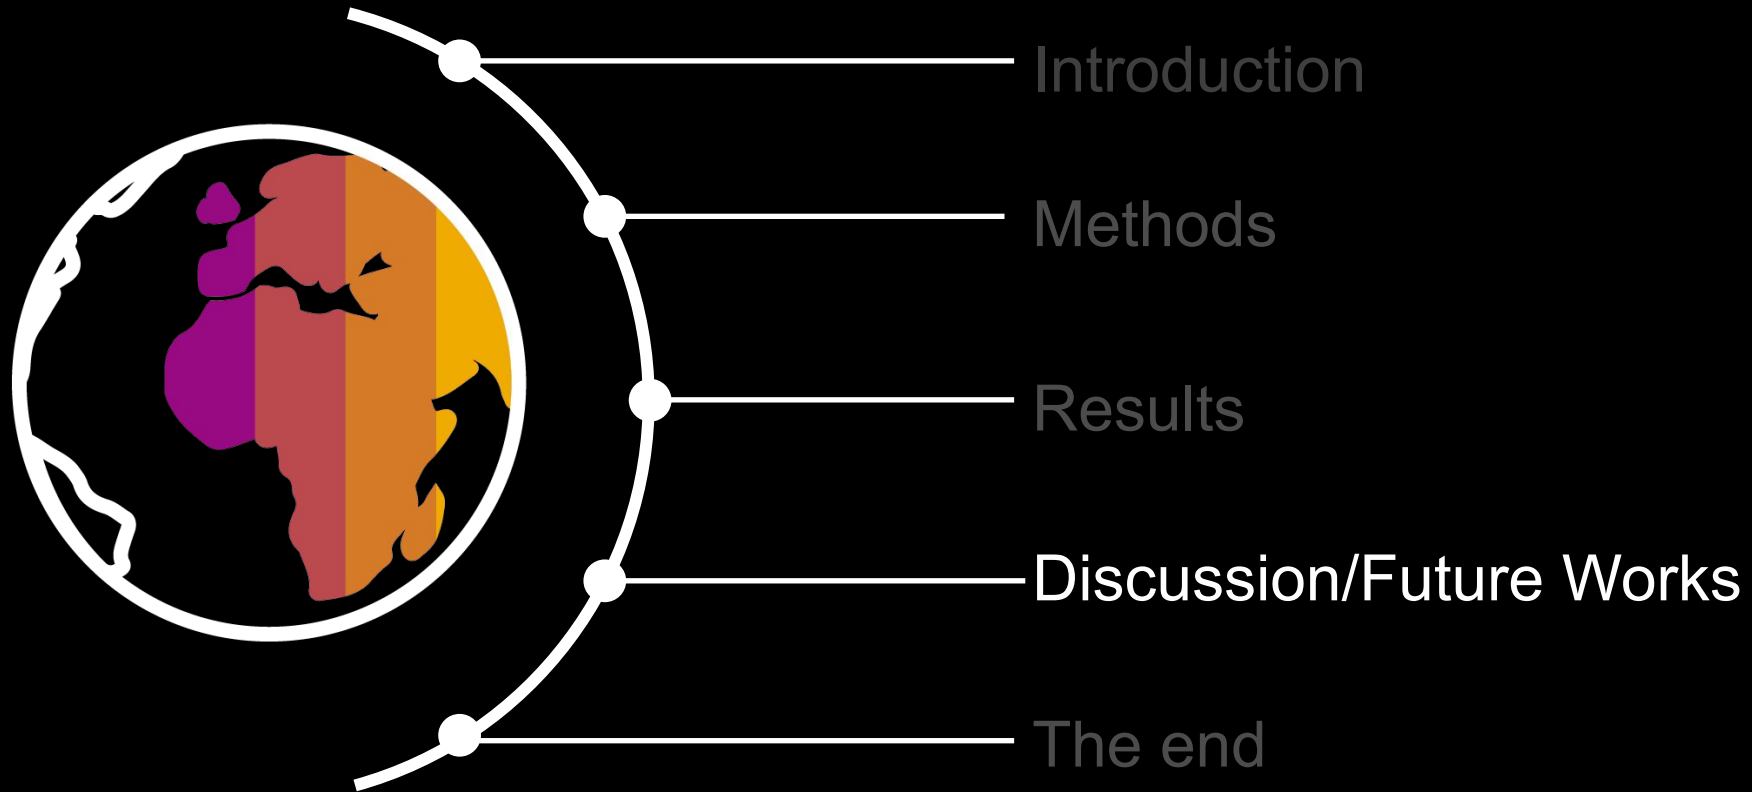 Introduction
Methods
Results
Discussion/Future Works
The end